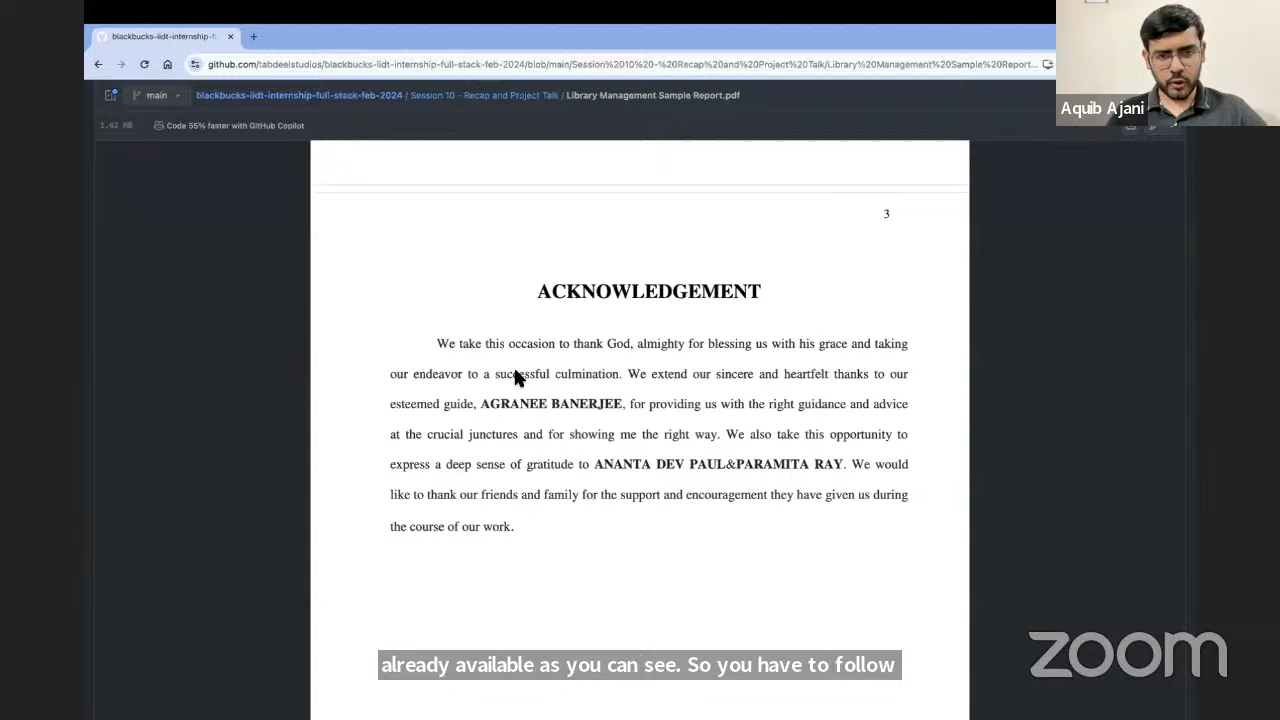 blackbucks-iidt-internship-f
github.com/tabdeelstudios/blackbucks-iidt-internship-full-stack-feb-2024/blob/main/Session%2010%20-%20Recap%20and%20Project%20Talk/Library%20Management%20Sample%20Report...
Aquib Ajani
main
blackbucks-iidt-internship-full-stack-feb-2024 / Session 10 - Recap and Project Talk / Library Management Sample Report.pdf
1.63 MB
Code 55% faster with GitHub Copilot
3
ACKNOWLEDGEMENT
We take this occasion to thank God, almighty for blessing us with his grace and taking
our endeavor to a successful culmination. We extend our sincere and heartfelt thanks to our
esteemed guide, AGRANEE BANERJEE, for providing us with the right guidance and advice
at the crucial junctures and for showing me the right way. We also take this opportunity to
express a deep sense of gratitude to ANANTA DEV PAUL&PARAMITA RAY. We would
like to thank our friends and family for the support and encouragement they have given us during
the course of our work.
already available as you can see. So you have to follow
zoom